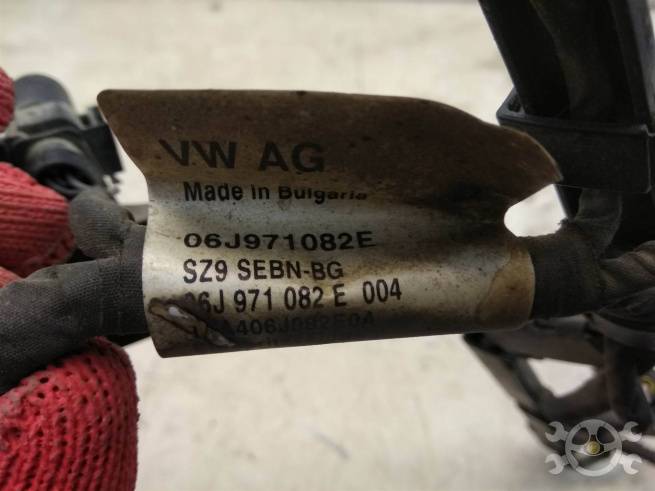 VW AG
Made in Bulgaria
06J971082E
SZ9 SEBN-BG
06J 971 082 E 004